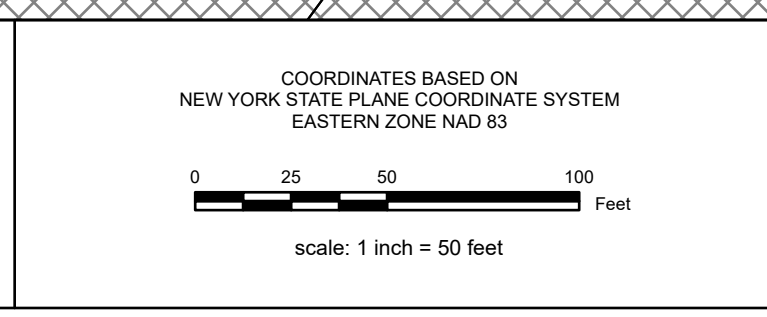 COORDINATES BASED ON
NEW YORK STATE PLANE COORDINATE SYSTEM
EASTERN ZONE NAD 83
0 25 50 100
Feet
scale: 1 inch = 50 feet